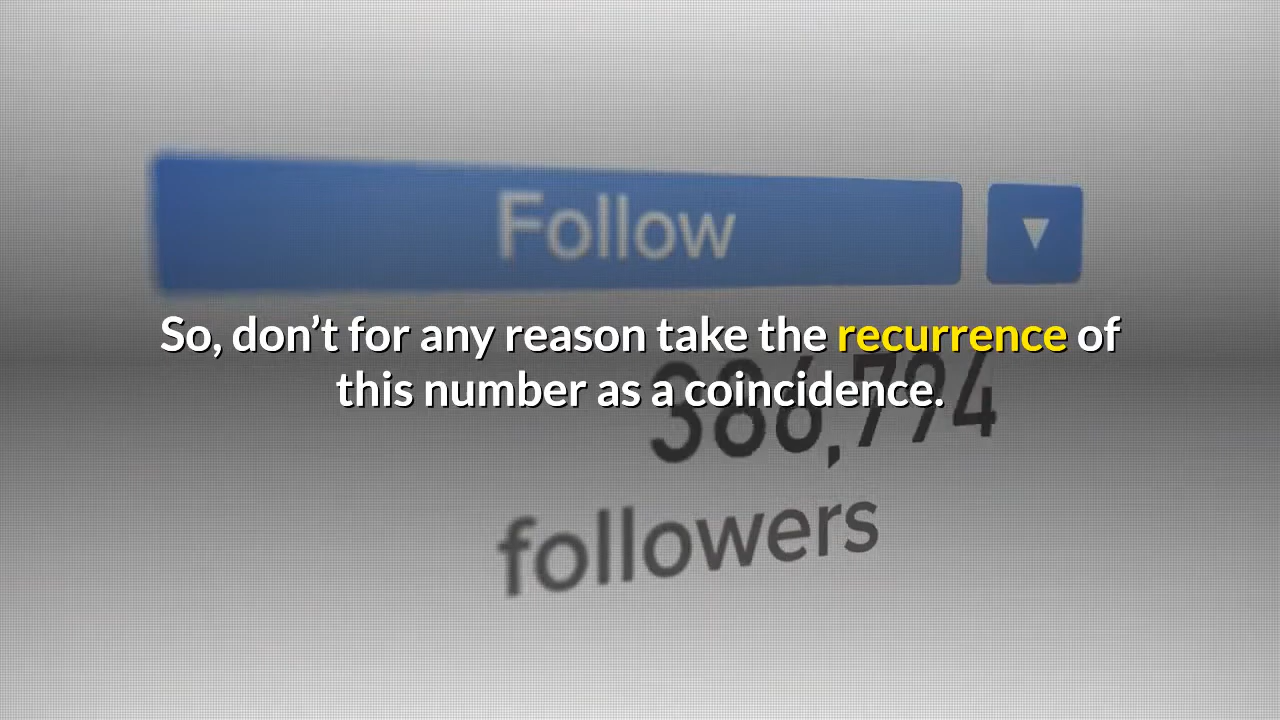 Follow
▼
So, don’t for any reason take the recurrence of
this number as a coincidence.
followers